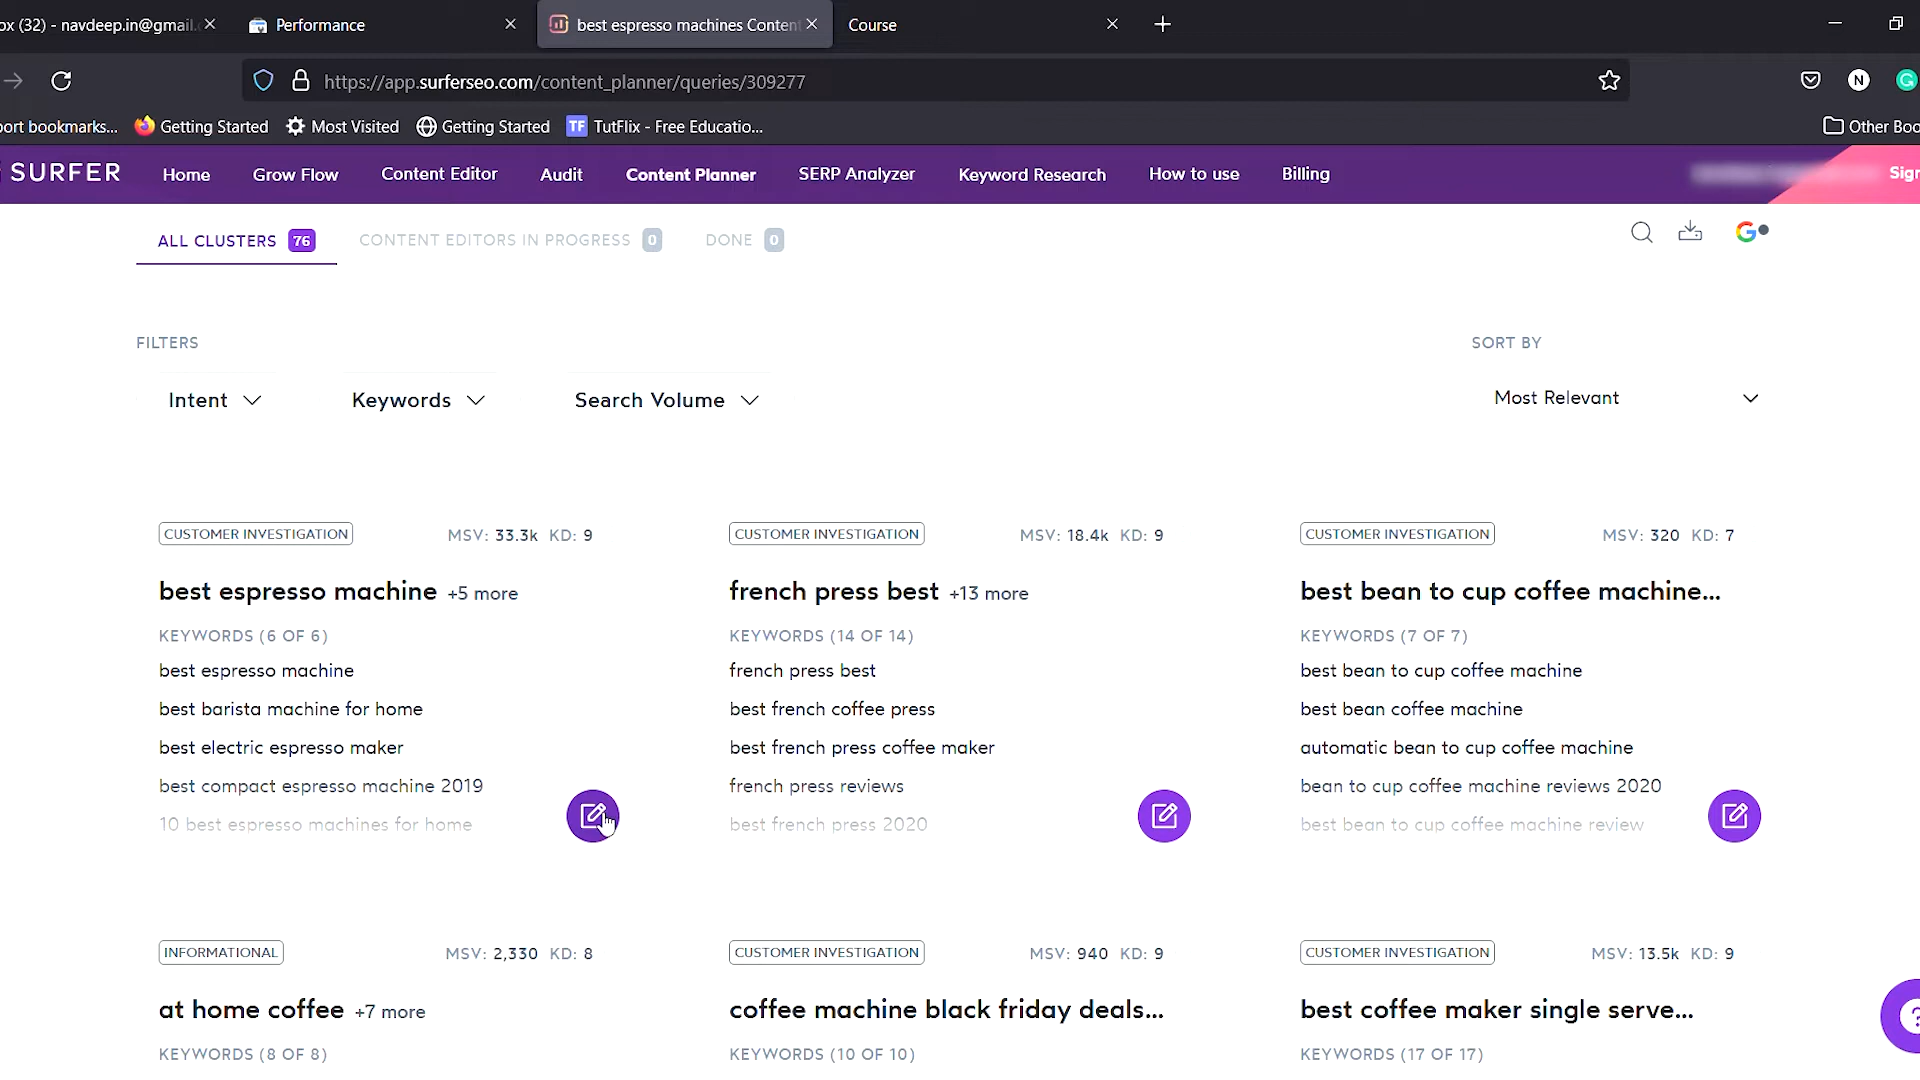 ox (32) - navdeep.in@gmail.c
Performance
best espresso machines Conten
Course
https://app.surferseo.com/content_planner/queries/309277
N
G
port bookmarks...
Getting Started
Most Visited
Getting Started
TF TutFlix - Free Educatio...
Other Boo
SURFER
Home
Grow Flow
Content Editor
Audit
Content Planner
SERP Analyzer
Keyword Research
How to use
Billing
Sign
ALL CLUSTERS 76
CONTENT EDITORS IN PROGRESS 0
DONE 0
G
FILTERS
SORT BY
Intent
Keywords
Search Volume
Most Relevant
CUSTOMER INVESTIGATION
MSV: 33.3k KD: 9
best espresso machine +5 more
KEYWORDS (6 OF 6)
best espresso machine
best barista machine for home
best electric espresso maker
best compact espresso machine 2019
10 best espresso machines for home
CUSTOMER INVESTIGATION
MSV: 18.4k KD: 9
french press best +13 more
KEYWORDS (14 OF 14)
french press best
best french coffee press
best french press coffee maker
french press reviews
best french press 2020
CUSTOMER INVESTIGATION
MSV: 320 KD: 7
best bean to cup coffee machine...
KEYWORDS (7 OF 7)
best bean to cup coffee machine
best bean coffee machine
automatic bean to cup coffee machine
bean to cup coffee machine reviews 2020
best bean to cup coffee machine review
INFORMATIONAL
MSV: 2,330 KD: 8
at home coffee +7 more
KEYWORDS (8 OF 8)
CUSTOMER INVESTIGATION
MSV: 940 KD: 9
coffee machine black friday deals...
KEYWORDS (10 OF 10)
CUSTOMER INVESTIGATION
MSV: 13.5k KD: 9
best coffee maker single serve...
KEYWORDS (17 OF 17)
?